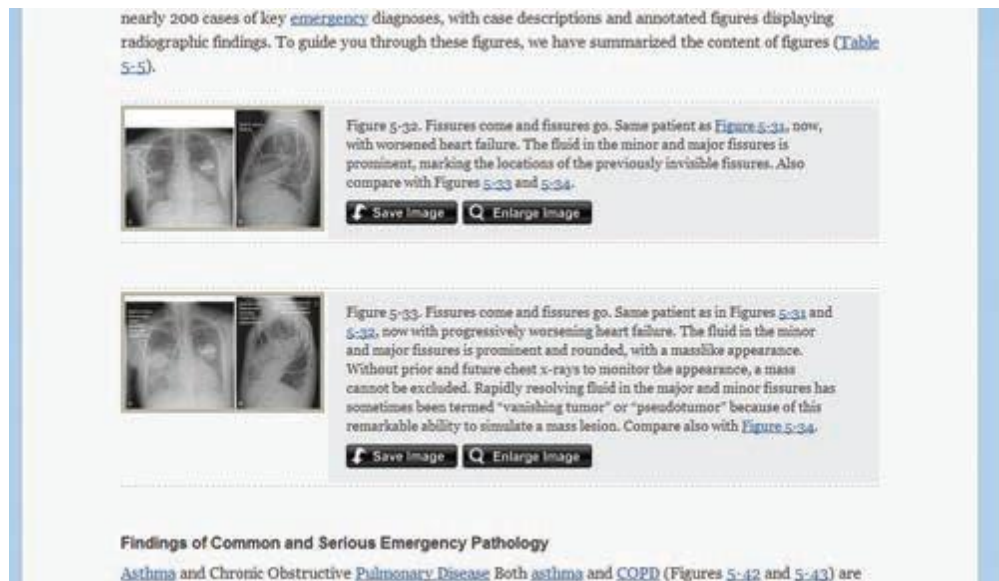 nearly 200 cases of key emergency diagnoses, with case descriptions and annotated figures displaying
radiographic findings. To guide you through these figures, we have summarized the content of figures (Table
5-5).
Figure 5-32. Fissures come and fissures go. Same patient as Figure 5-31, now,
with worsened heart failure. The fluid in the minor and major fissures is
prominent, marking the locations of the previously invisible fissures. Also
compare with Figures 5-33 and 5-34.
Save Image Enlarge Image
Figure 5-33. Fissures come and fissures go. Same patient as in Figures 5-31 and
5-32, now with progressively worsening heart failure. The fluid in the minor
and major fissures is prominent and rounded, with a masslike appearance.
Without prior and future chest x-rays to monitor the appearance, a mass
cannot be excluded. Rapidly resolving fluid in the major and minor fissures has
sometimes been termed “vanishing tumor” or “pseudotumor” because of this
remarkable ability to simulate a mass lesion. Compare also with Figure 5-34.
Save Image Enlarge Image
Findings of Common and Serious Emergency Pathology
Asthma and Chronic Obstructive Pulmonary Disease Both asthma and COPD (Figures 5-42 and 5-43) are